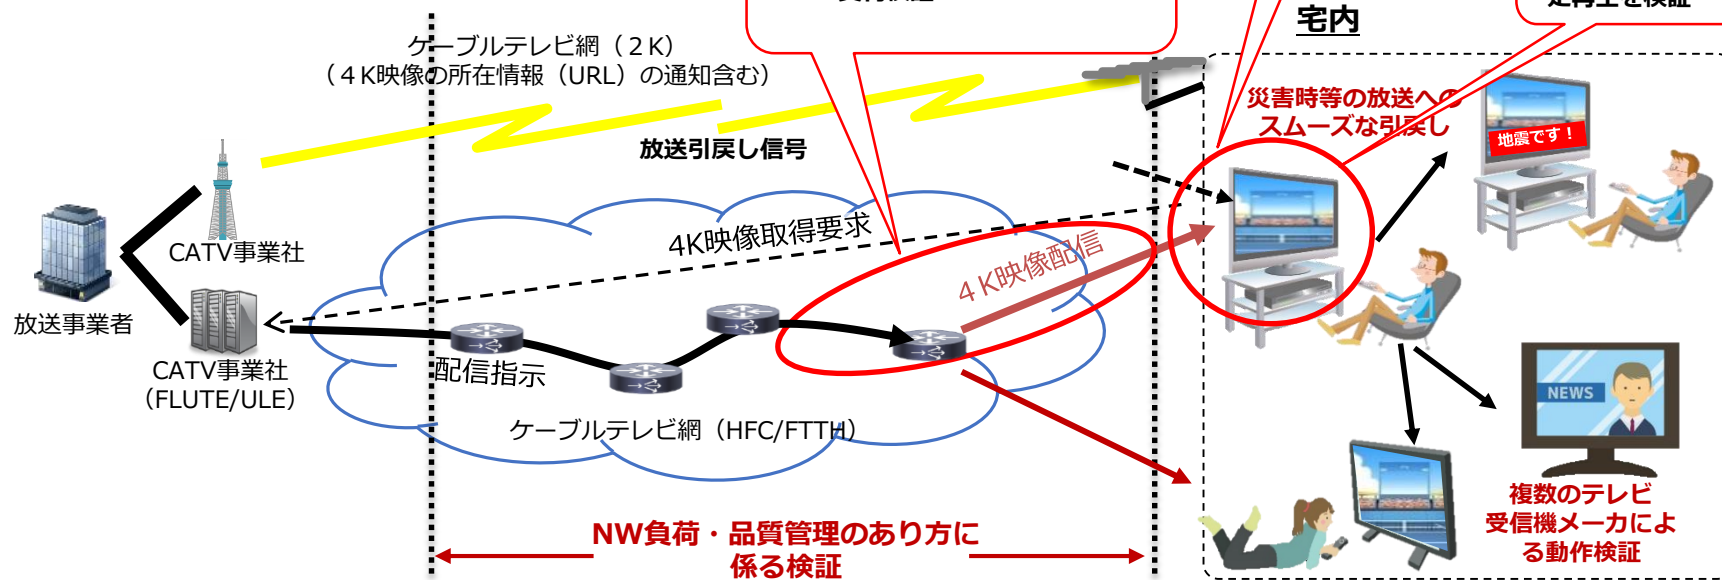 宅内
ケーブルテレビ網（２K）
（４K映像の所在情報（URL）の通知含む）
災害時等の放送への
スムーズな引戻し
地震です！
放送引戻し信号
CATV事業社
4K映像取得要求
４K映像配信
放送事業者
配信指示
CATV事業社
（FLUTE/ULE）
ケーブルテレビ網（HFC/FTTH）
NEWS
複数のテレビ
受信機メーカによ
る動作検証
NW負荷・品質管理のあり方に
係る検証